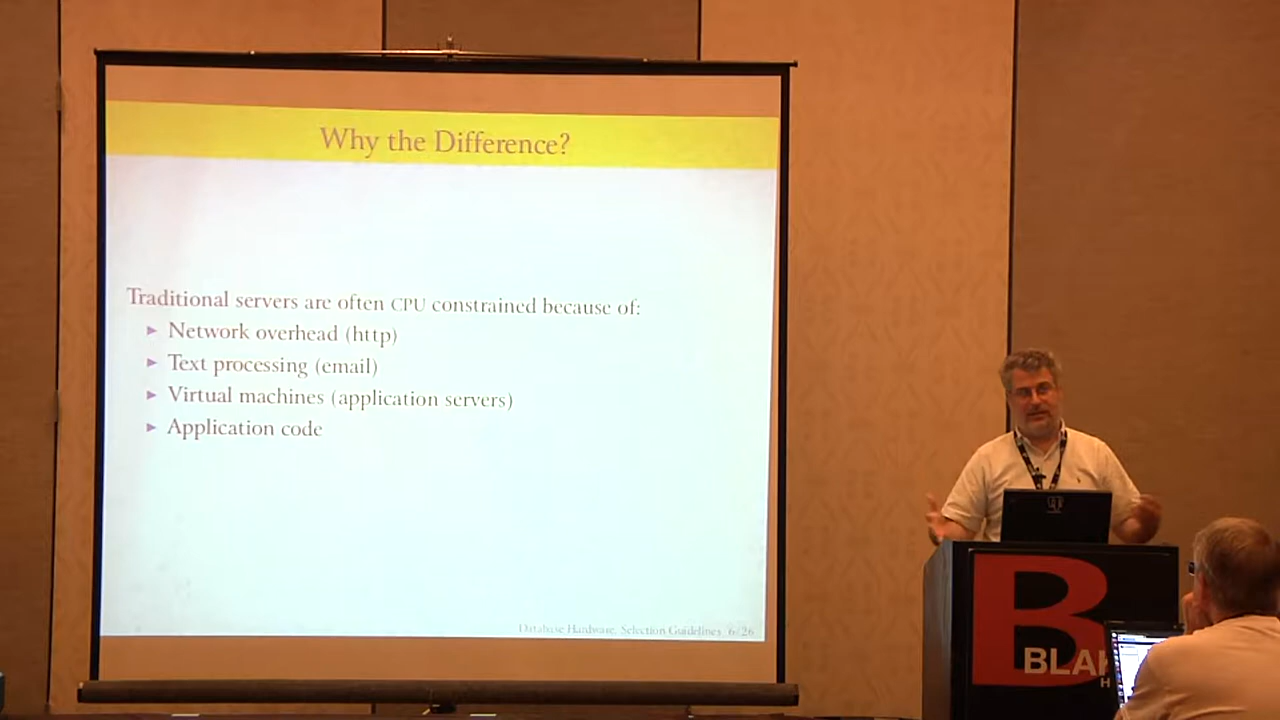 Why the Difference?
Traditional servers are often CPU constrained because of:
▶ Network overhead (http)
▶ Text processing (email)
▶ Virtual machines (application servers)
▶ Application code
Database Hardware, Selection Guidelines 6/26
B
BLA
H